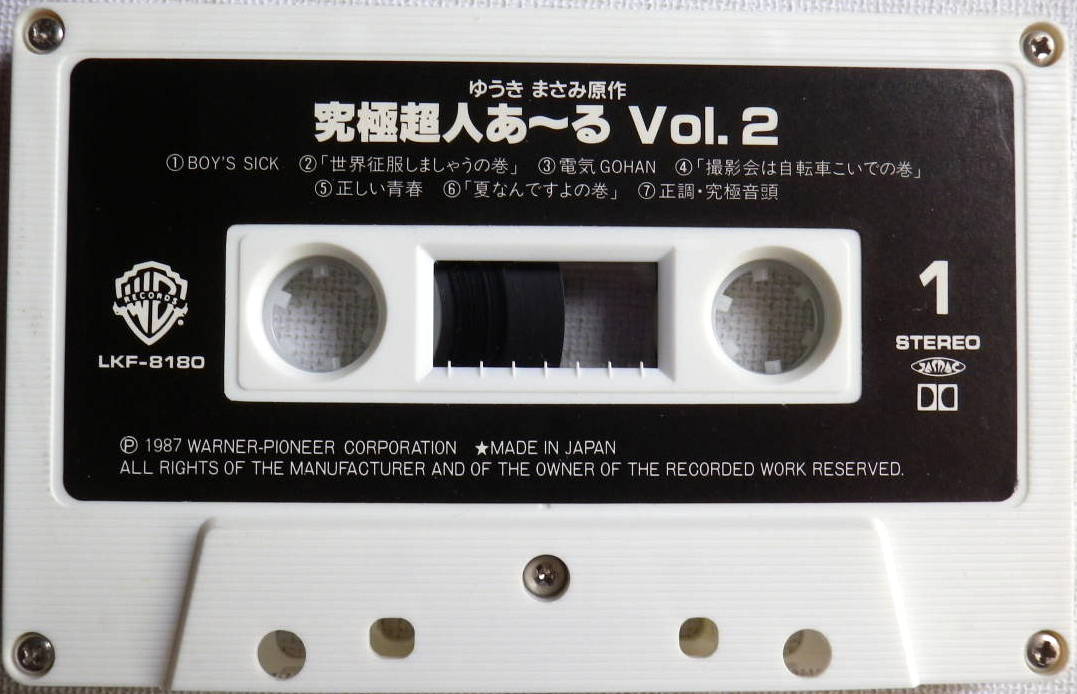 ゆうき まさみ原作
究極超人あ〜る Vol. 2
①BOY'S SICK ②「世界征服しましゃうの巻」 ③電気GOHAN ④「撮影会は自転車こいでの巻」
⑤正しい青春 ⑥「夏なんですよの巻」 ⑦正調・究極音頭
RECORDS
LKF-8180
1
STEREO
JASRAC
Ⓟ 1987 WARNER-PIONEER CORPORATION ★MADE IN JAPAN
ALL RIGHTS OF THE MANUFACTURER AND OF THE OWNER OF THE RECORDED WORK RESERVED.